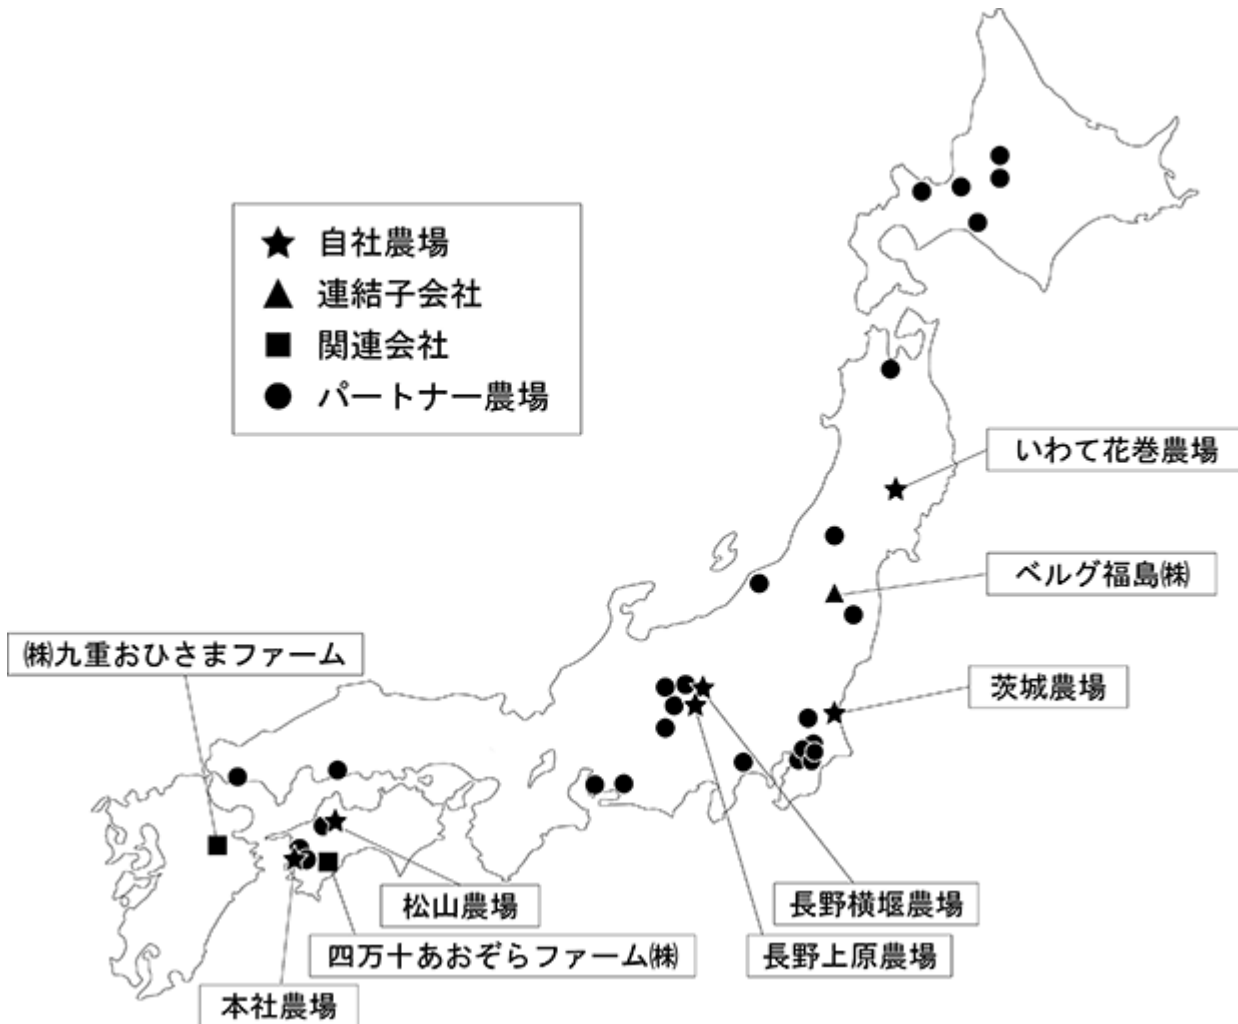 自社農場
連結子会社
関連会社
パートナー農場
いわて花巻農場
ベルグ福島㈱
㈱九重おひさまファーム
茨城農場
松山農場
長野横堰農場
四万十あおぞらファーム㈱
長野上原農場
本社農場